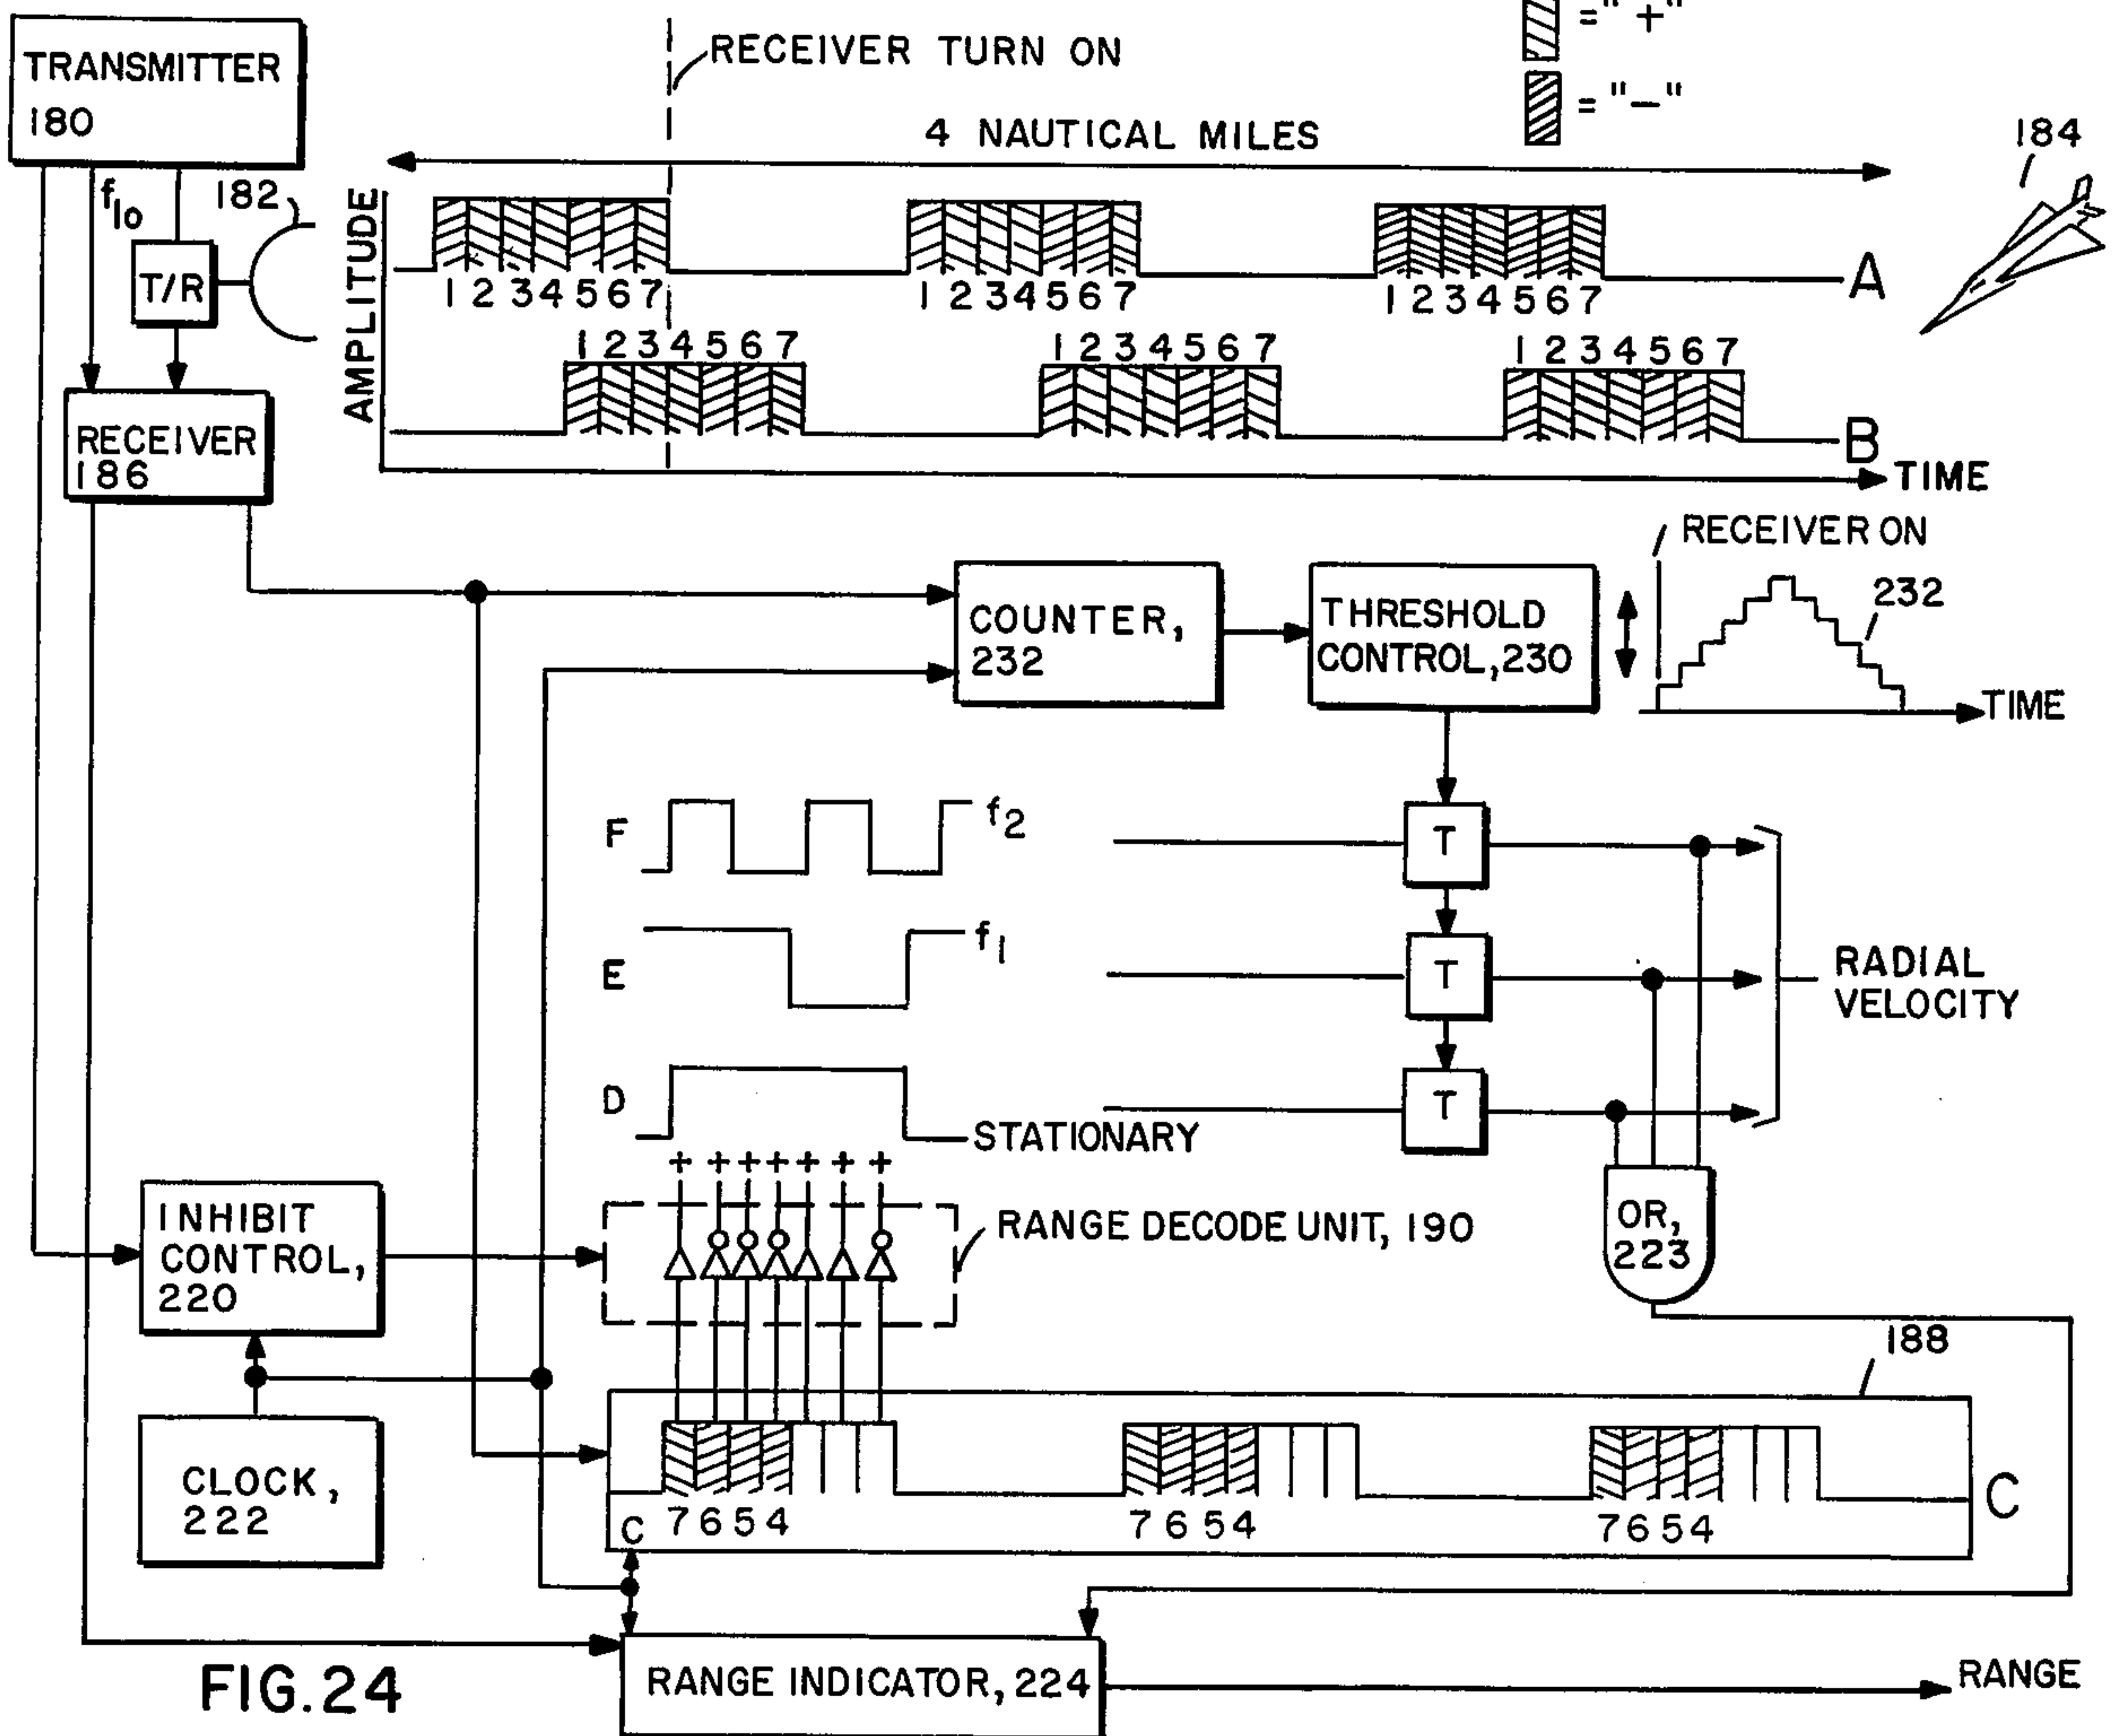 TRANSMITTER
180
="+"
="—"
RECEIVER TURN ON
4 NAUTICAL MILES
184
f10
182
T/R
AMPLITUDE
1 2 3 4 5 6 7
1 2 3 4 5 6 7
1 2 3 4 5 6 7
A
1 2 3 4 5 6 7
1 2 3 4 5 6 7
1 2 3 4 5 6 7
B
TIME
RECEIVER
186
COUNTER,
232
THRESHOLD
CONTROL, 230
RECEIVER ON
232
TIME
F
f2
T
E
f1
T
RADIAL
VELOCITY
D
STATIONARY
T
+ + + + + + +
INHIBIT
CONTROL,
220
RANGE DECODE UNIT, 190
OR,
223
188
CLOCK,
222
C
7 6 5 4
7 6 5 4
7 6 5 4
C
RANGE INDICATOR, 224
RANGE
FIG.24